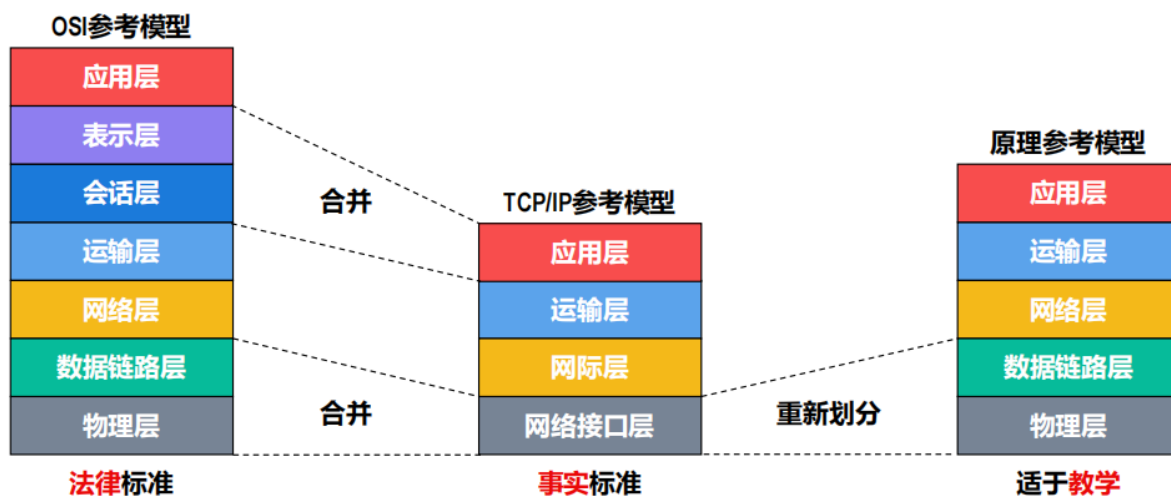 OSI参考模型
应用层
表示层
会话层
运输层
网络层
数据链路层
物理层
法律标准
合并
合并
TCP/IP参考模型
应用层
运输层
网际层
网络接口层
事实标准
重新划分
原理参考模型
应用层
运输层
网络层
数据链路层
物理层
适于教学